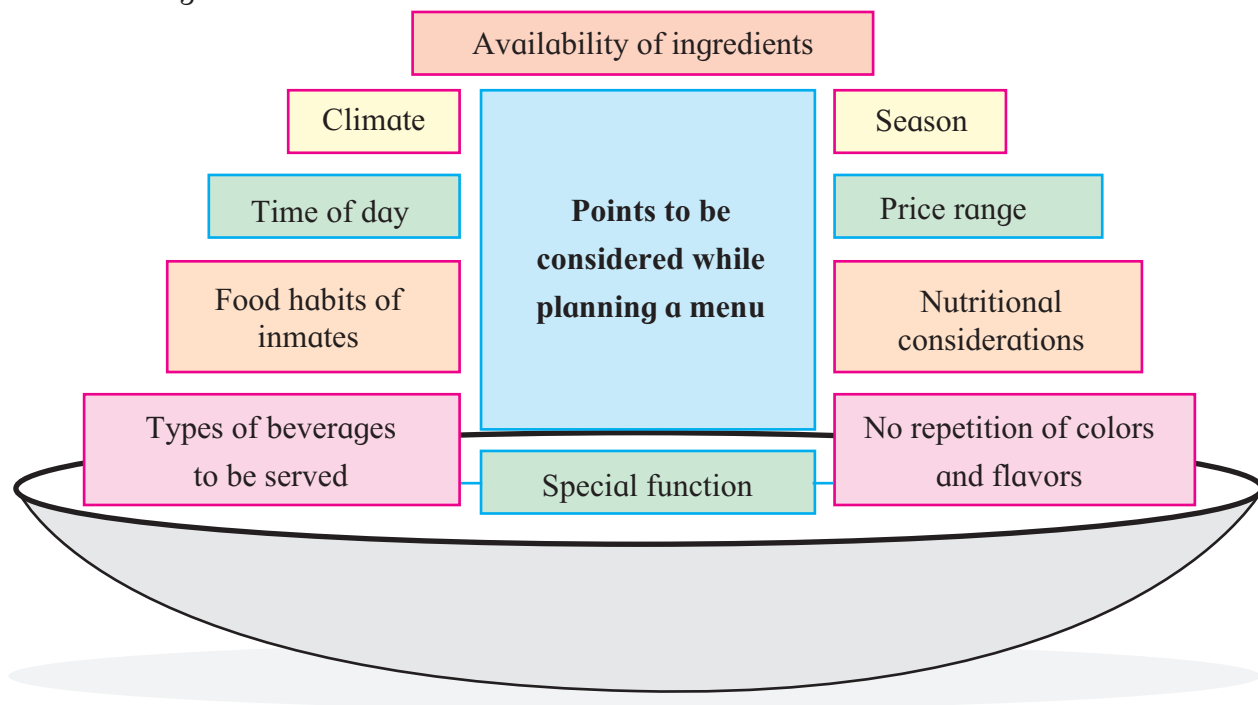 Availability of ingredients
Climate
Season
Time of day
Price range
Points to be
considered while
planning a menu
Food habits of
inmates
Nutritional
considerations
Types of beverages
to be served
No repetition of colors
and flavors
Special function